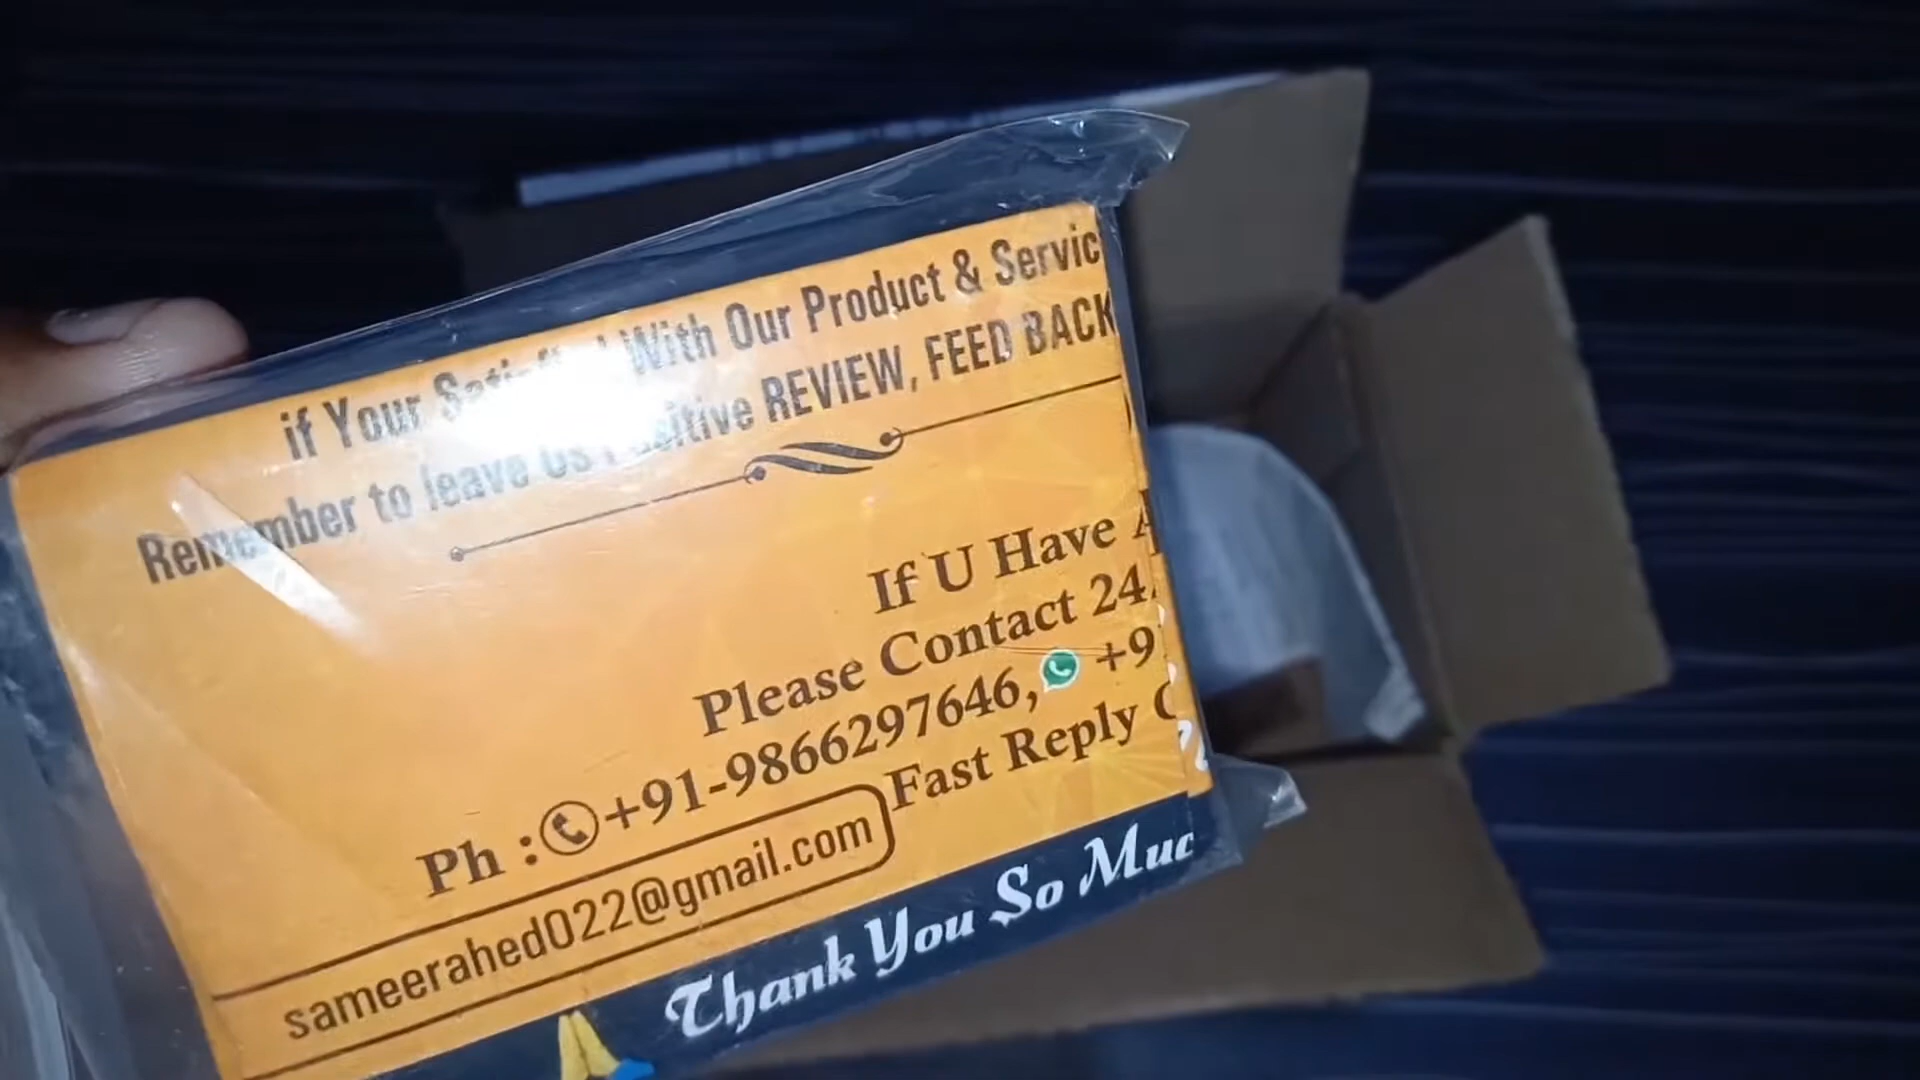 if Your With Our Product & Servic
Remember to leave Us REVIEW, FEED BACK
If U Have A
Please Contact 24
Ph : +91-9866297646, +9
Fast Reply
sameerahed022@gmail.com
Thank You So Muc